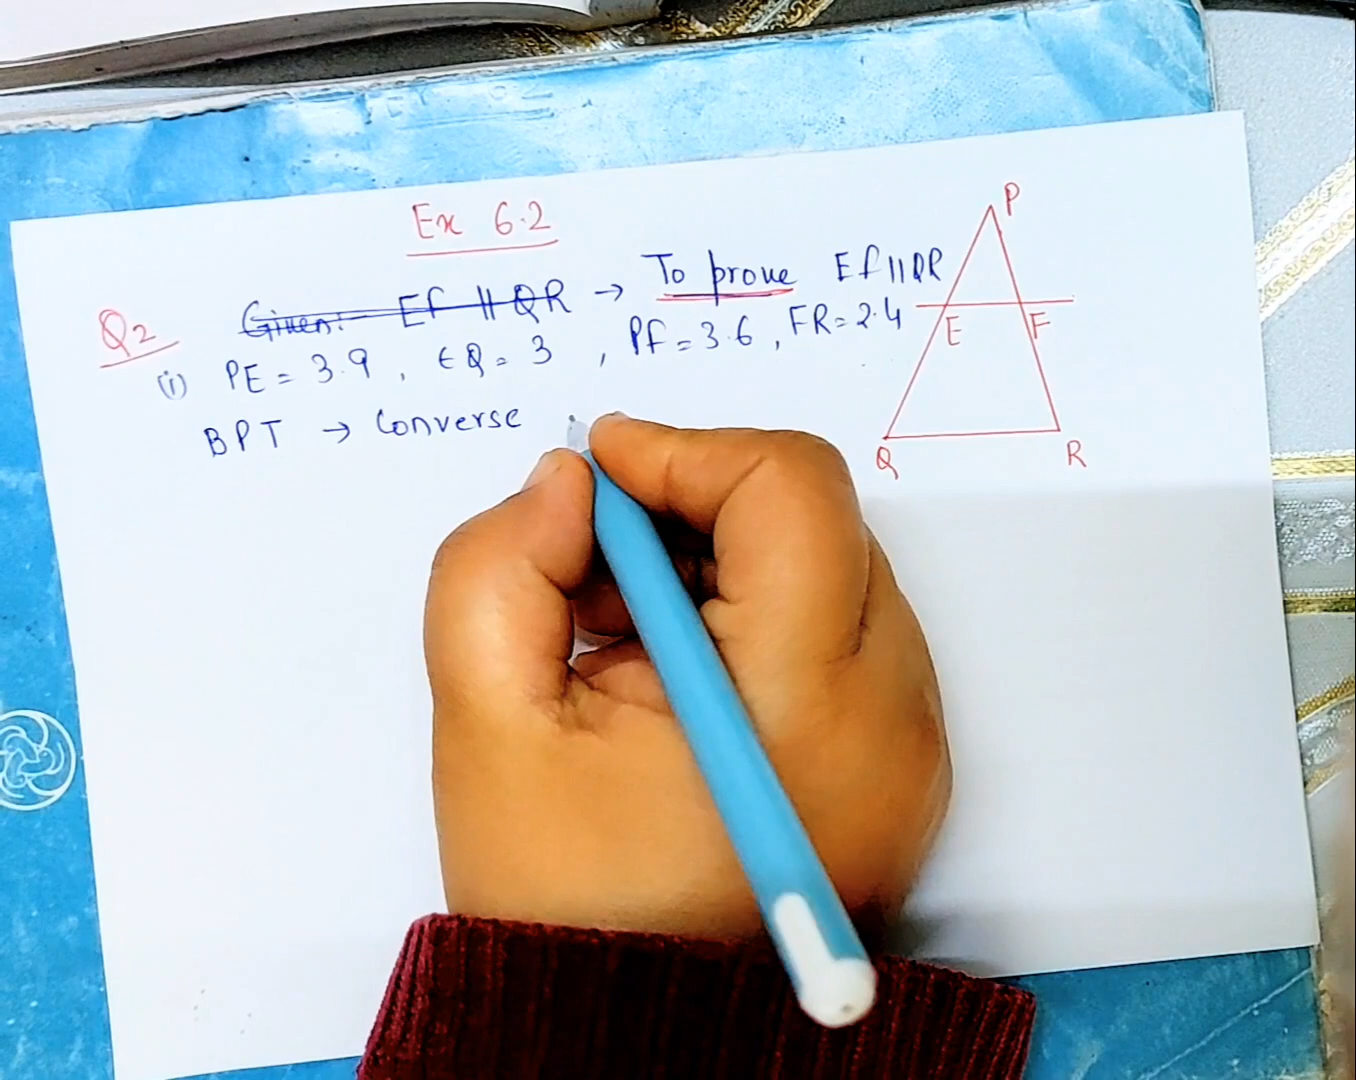 Ex 6.2
Q2 Given:- Ef || QR → To prove Ef || QR
(i) PE = 3.9, EQ = 3, PF = 3.6, FR = 2.4
BPT → Converse
P
E F
Q R